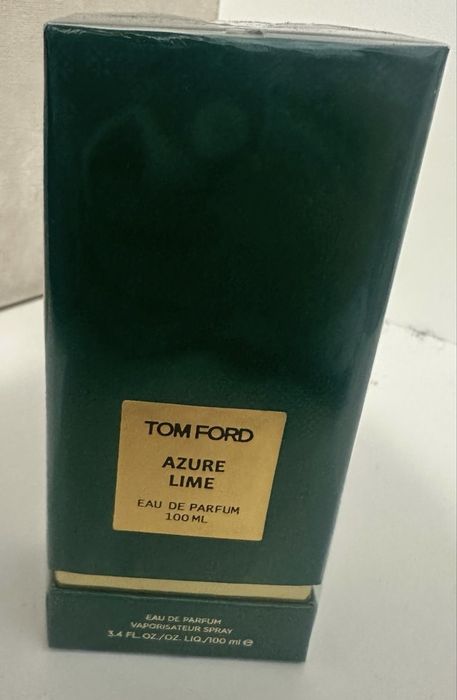 TOM FORD
AZURE
LIME
EAU DE PARFUM
100 ML
EAU DE PARFUM
VAPORISATEUR SPRAY
3.4 FL. OZ./OZ. LIQ./100 ml ℮